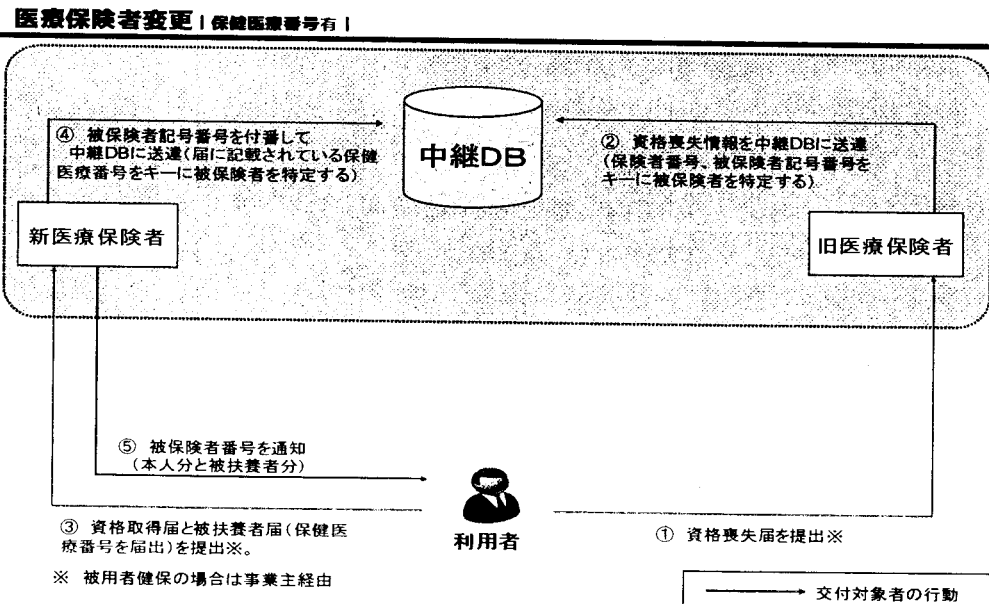 医療保険者変更 | 保健医療番号有 |
④ 被保険者記号番号を付番して
中継DBに送達(届に記載されている保健
医療番号をキーに被保険者を特定する)
中継DB
② 資格喪失情報を中継DBに送達
(保険者番号、被保険者記号番号を
キーに被保険者を特定する)
新医療保険者
旧医療保険者
⑤ 被保険者番号を通知
(本人分と被扶養者分)
③ 資格取得届と被扶養者届(保健医
療番号を届出)を提出※。
利用者
① 資格喪失届を提出※
※ 被用者健保の場合は事業主経由
交付対象者の行動